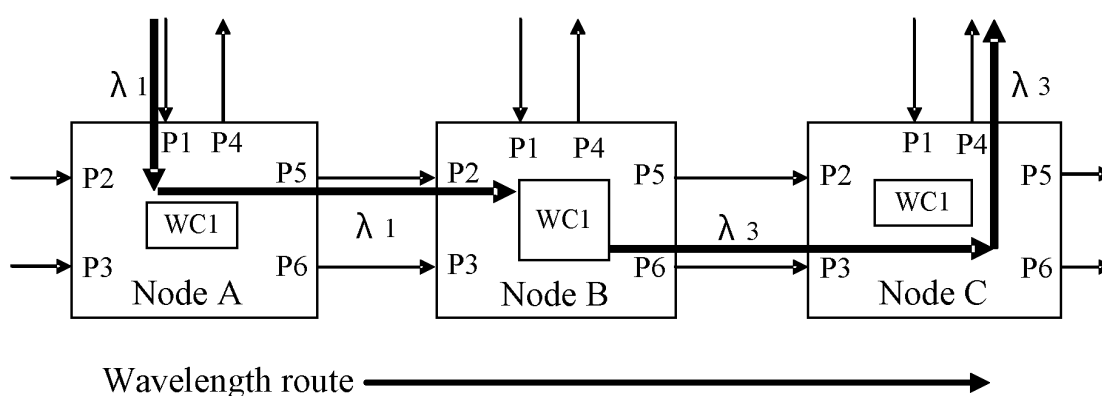 λ 1
λ 3
P1 P4
P1 P4
P1 P4
P2 P5
P2 P5
P2 P5
WC1
WC1
WC1
λ 1
λ 3
P3 P6
P3 P6
P3 P6
Node A
Node B
Node C
Wavelength route